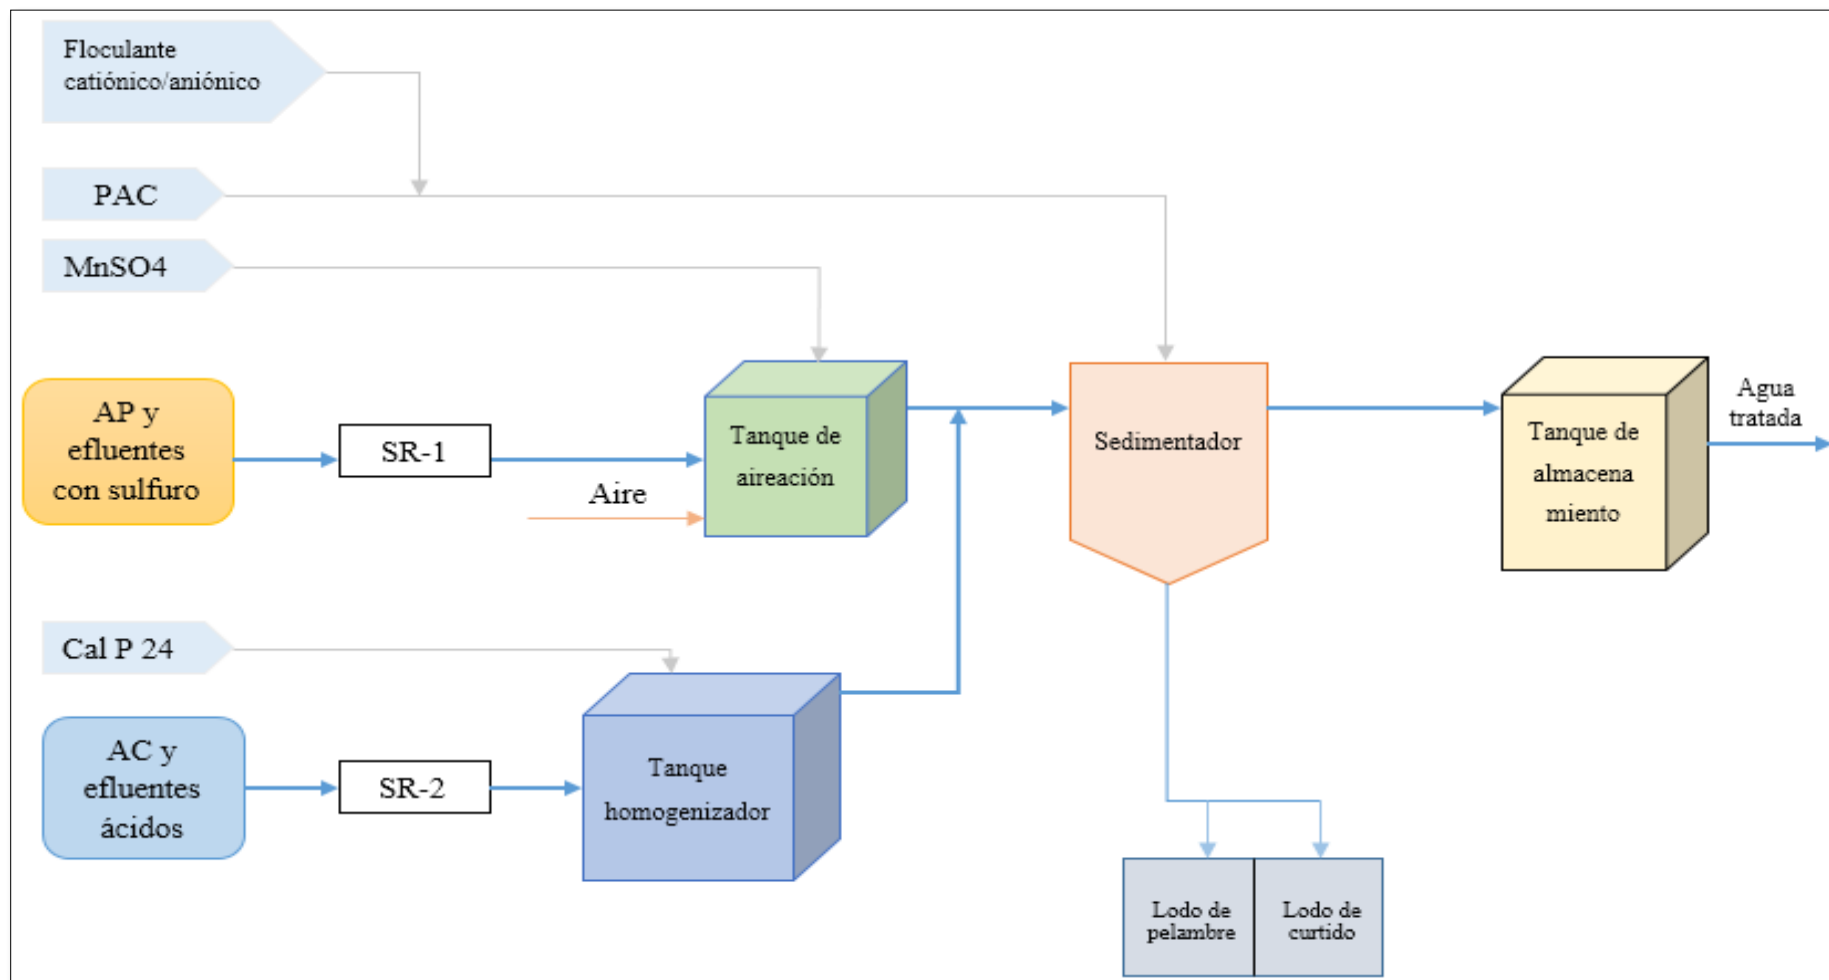 Floculante
catiónico/aniónico
PAC
MnSO4
AP y
efluentes
con sulfuro
SR-1
Aire
Tanque de
aireación
Sedimentador
Tanque de
almacena
miento
Agua
tratada
Cal P 24
AC y
efluentes
ácidos
SR-2
Tanque
homogenizador
Lodo de
pelambre
Lodo de
curtido